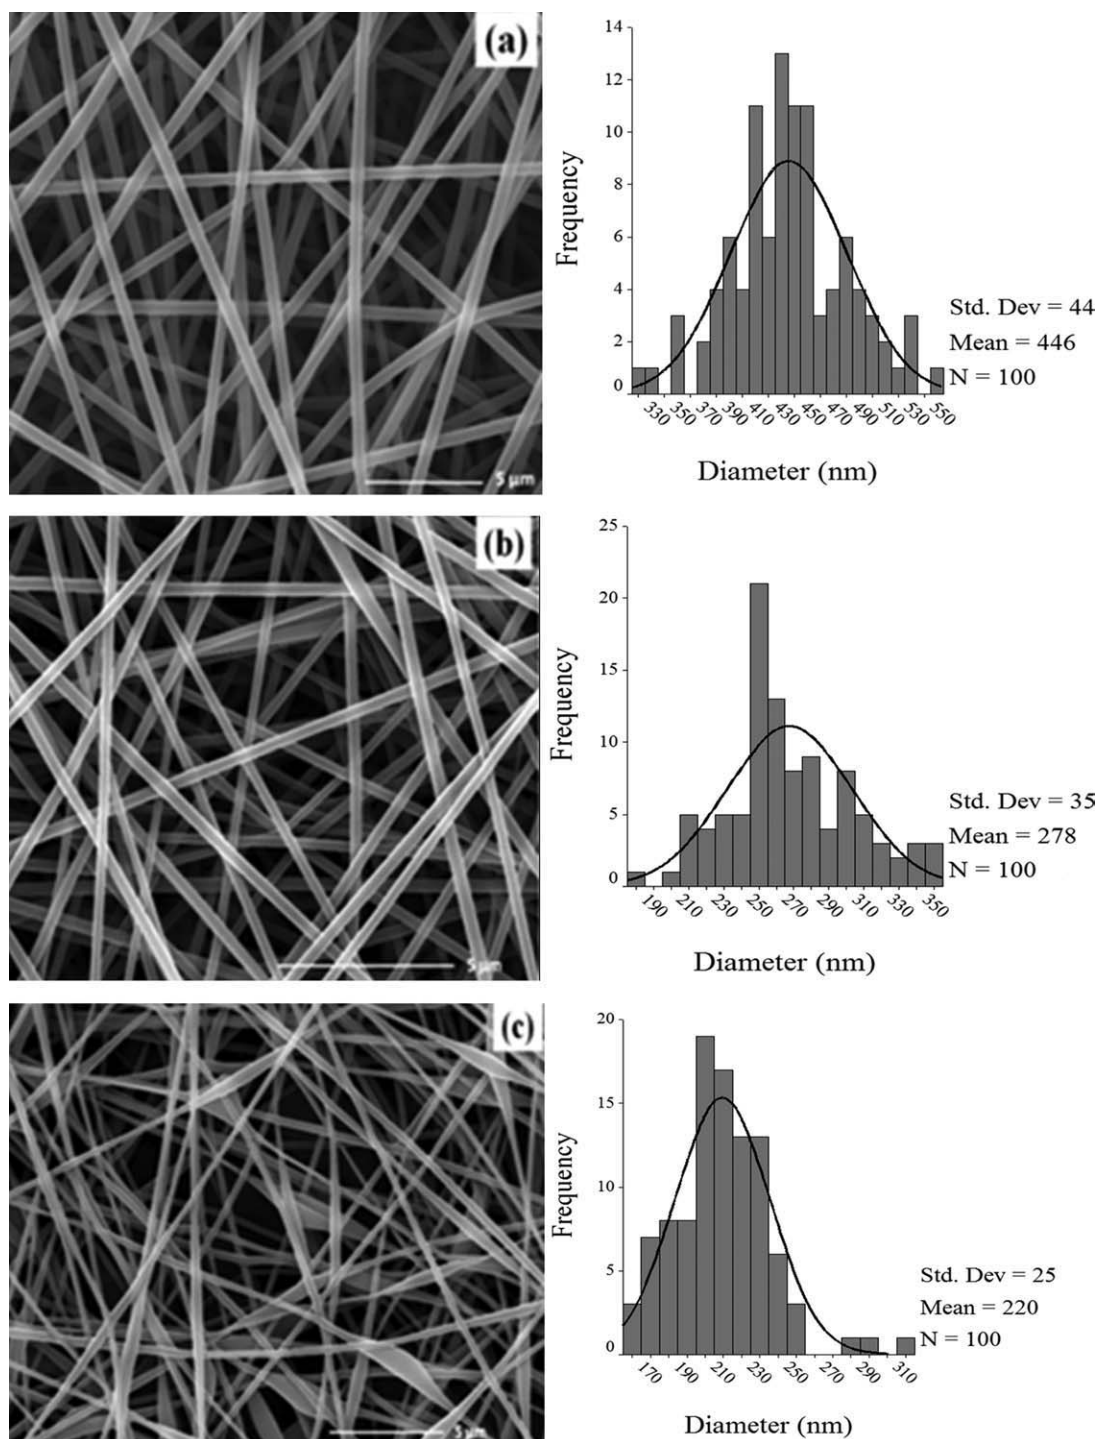 (a)
14
12
10
8
6
4
2
0
Frequency
330 350 370 390 410 430 450 470 490 510 530 550
Diameter (nm)
Std. Dev = 44
Mean = 446
N = 100
5 µm
(b)
25
20
15
10
5
0
Frequency
190 210 230 250 270 290 310 330 350
Diameter (nm)
Std. Dev = 35
Mean = 278
N = 100
5 µm
(c)
20
15
10
5
0
Frequency
170 190 210 230 250 270 290 310
Diameter (nm)
Std. Dev = 25
Mean = 220
N = 100
5 µm